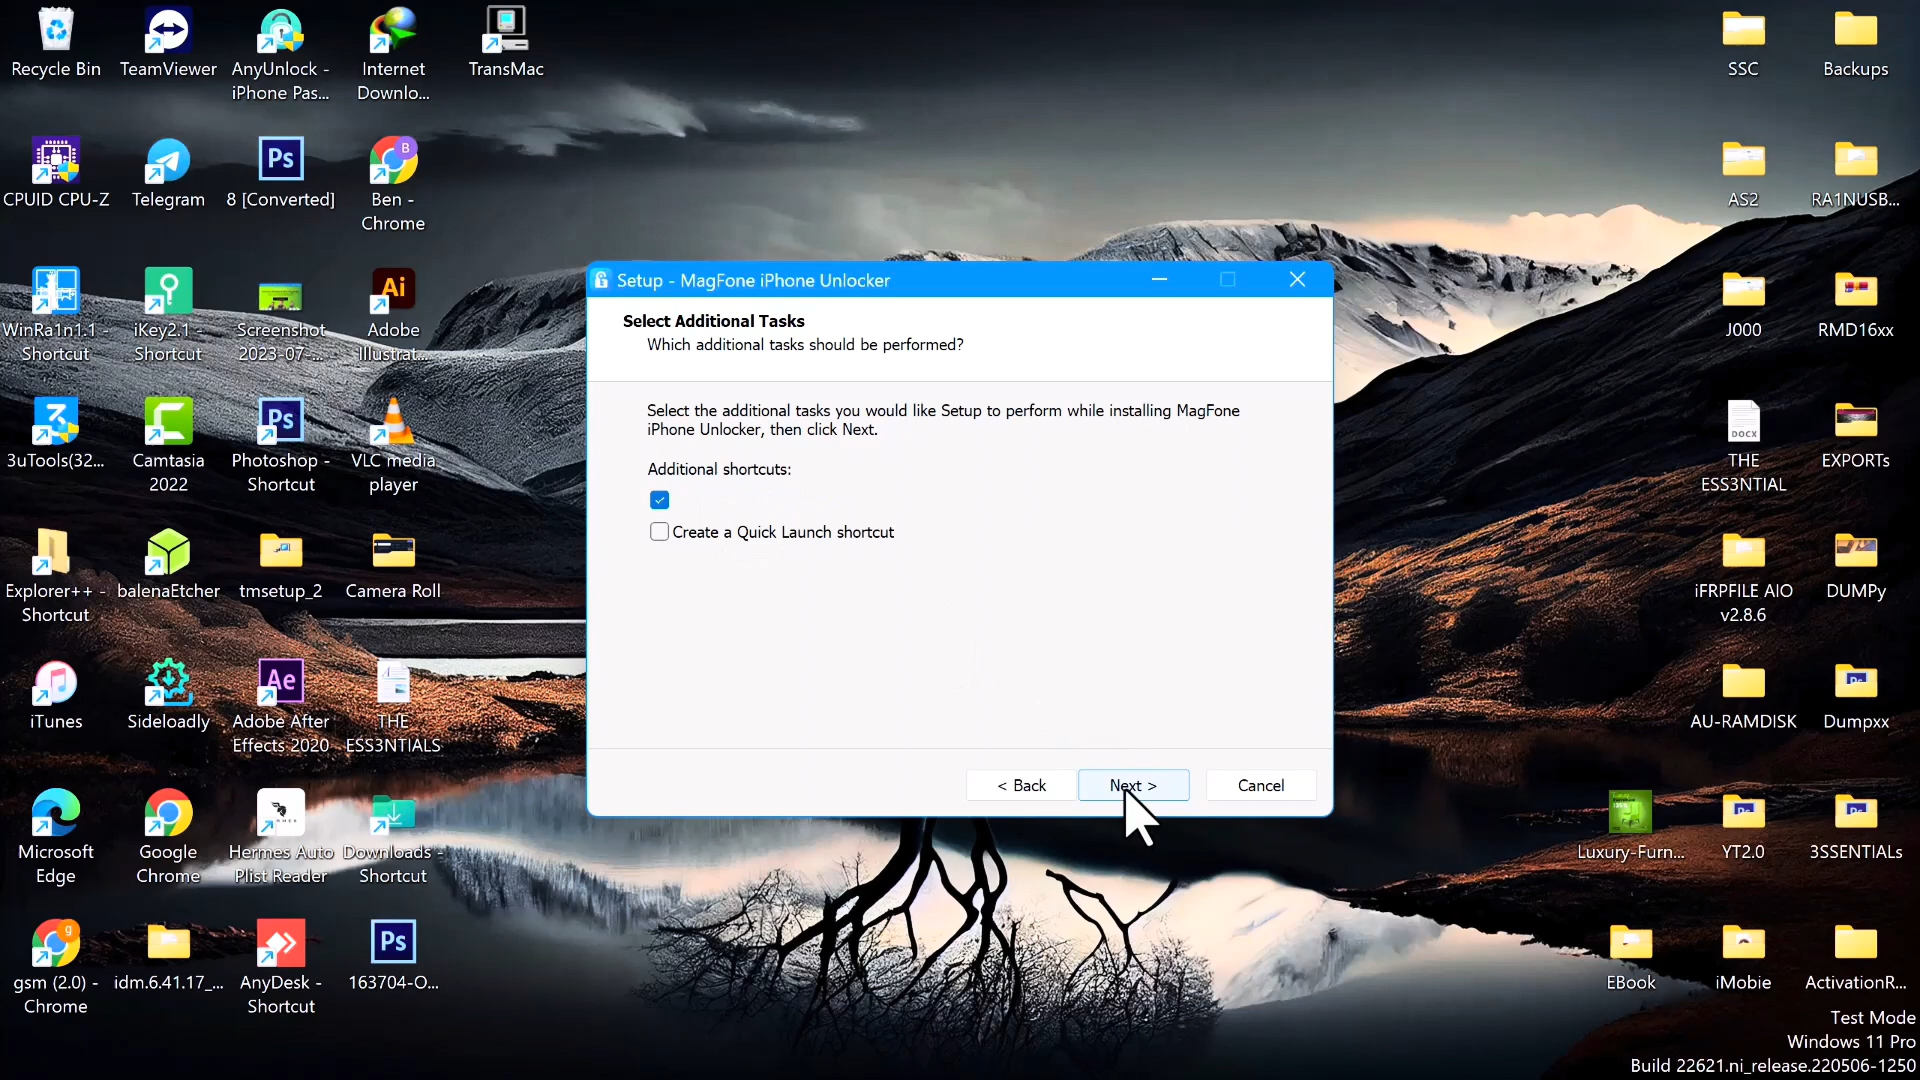 Recycle Bin
TeamViewer
AnyUnlock -
iPhone Pas...
Internet
Downlo...
TransMac
SSC
Backups
CPUID CPU-Z
Telegram
Ps
8 [Converted]
B
Ben -
Chrome
AS2
RA1NUSB...
WinRa1n1.1 -
Shortcut
iKey2.1 -
Shortcut
Screenshot
2023-07-...
Ai
Adobe
Illustrat...
J000
RMD16xx
3uTools(32...
Camtasia
2022
Ps
Photoshop -
Shortcut
VLC media
player
DOCX
THE
ESS3NTIAL
EXPORTs
Explorer++ -
Shortcut
balenaEtcher
tmsetup_2
Camera Roll
iFRPFILE AIO
v2.8.6
DUMPy
iTunes
Sideloadly
Ae
Adobe After
Effects 2020
THE
ESS3NTIALS
AU-RAMDISK
Dumpxx
Microsoft
Edge
Google
Chrome
Hermes Auto
Plist Reader
Downloads -
Shortcut
Luxury-Furn...
YT2.0
3SSENTIALs
g
gsm (2.0) -
Chrome
idm.6.41.17_...
AnyDesk -
Shortcut
Ps
163704-O...
EBook
iMobie
ActivationR...
Setup - MagFone iPhone Unlocker
Select Additional Tasks
Which additional tasks should be performed?
Select the additional tasks you would like Setup to perform while installing MagFone
iPhone Unlocker, then click Next.
Additional shortcuts:
Create a Quick Launch shortcut
< Back
Next >
Cancel
Test Mode
Windows 11 Pro
Build 22621.ni_release.220506-1250